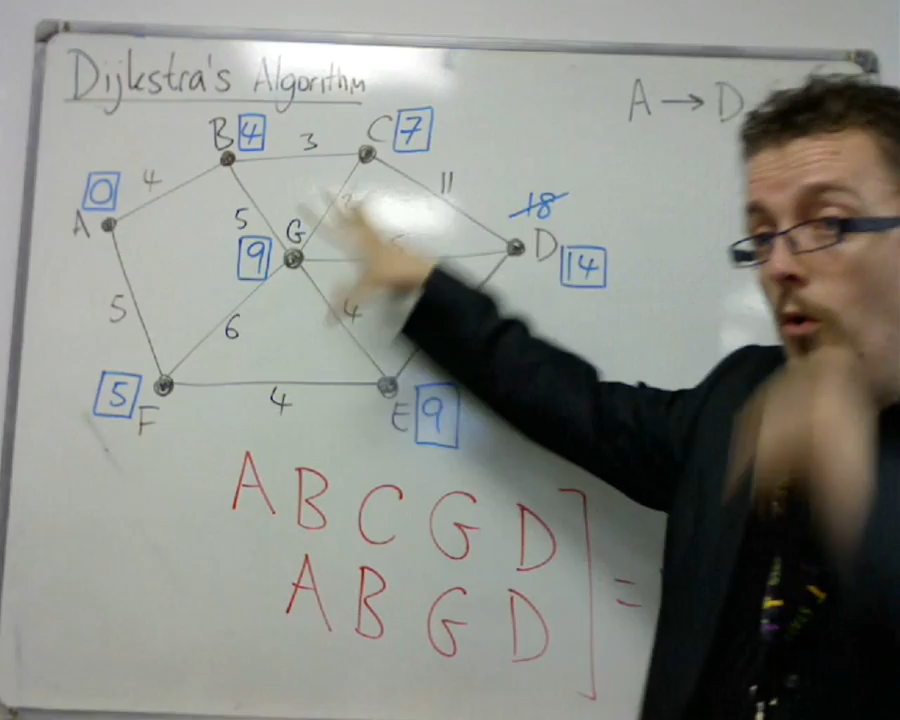 Dijkstra's Algorithm
A → D
B 4
3
C 7
4
11
0
A
5
G
18
9
D
14
5
6
4
5
F
4
E 9
A B C G D
A B G D
=